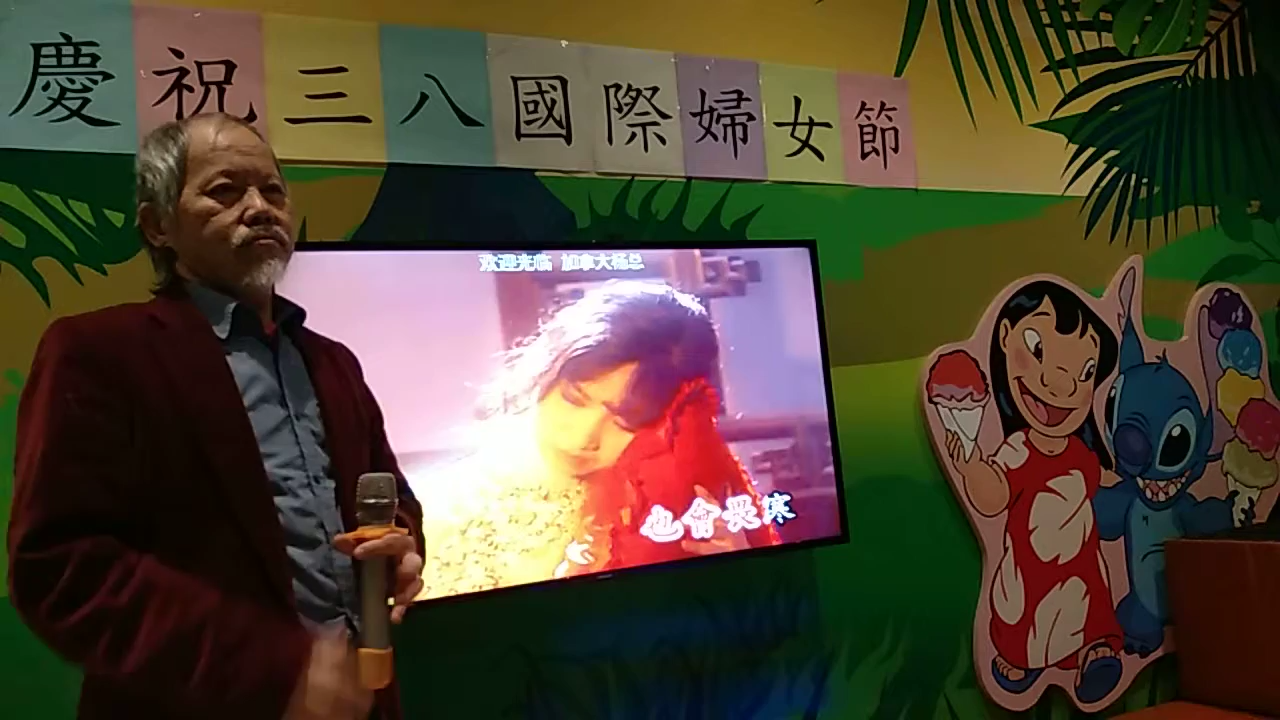 慶祝三八國際婦女節
欢迎光临 加拿大杨总
也會畏寒